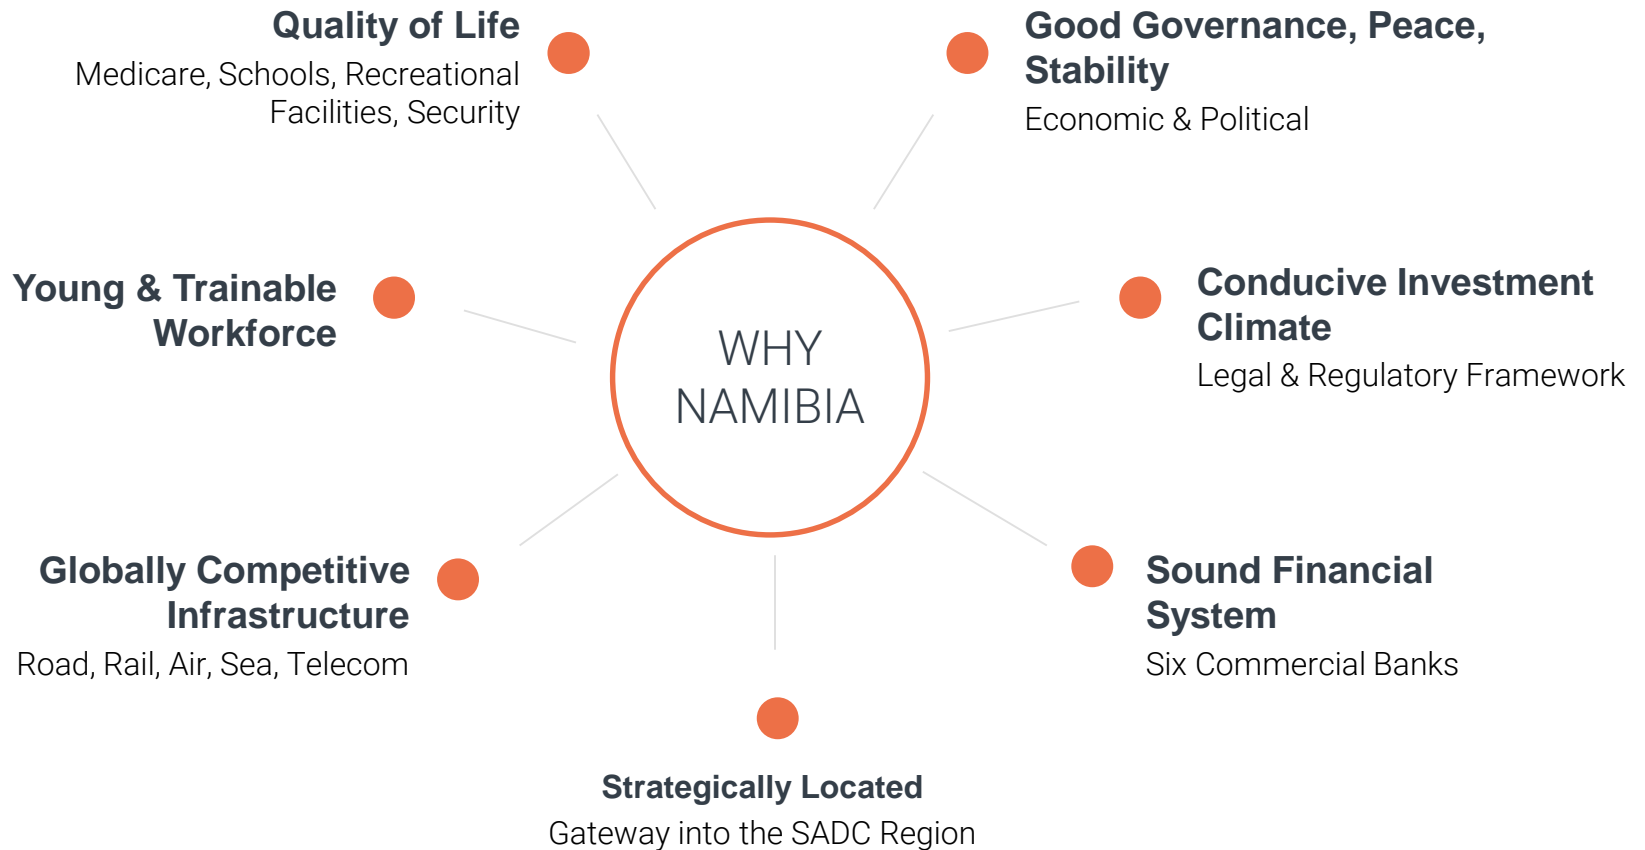 Quality of Life
Medicare, Schools, Recreational
Facilities, Security
Good Governance, Peace,
Stability
Economic & Political
Young & Trainable
Workforce
WHY
NAMIBIA
Conducive Investment
Climate
Legal & Regulatory Framework
Globally Competitive
Infrastructure
Road, Rail, Air, Sea, Telecom
Sound Financial
System
Six Commercial Banks
Strategically Located
Gateway into the SADC Region